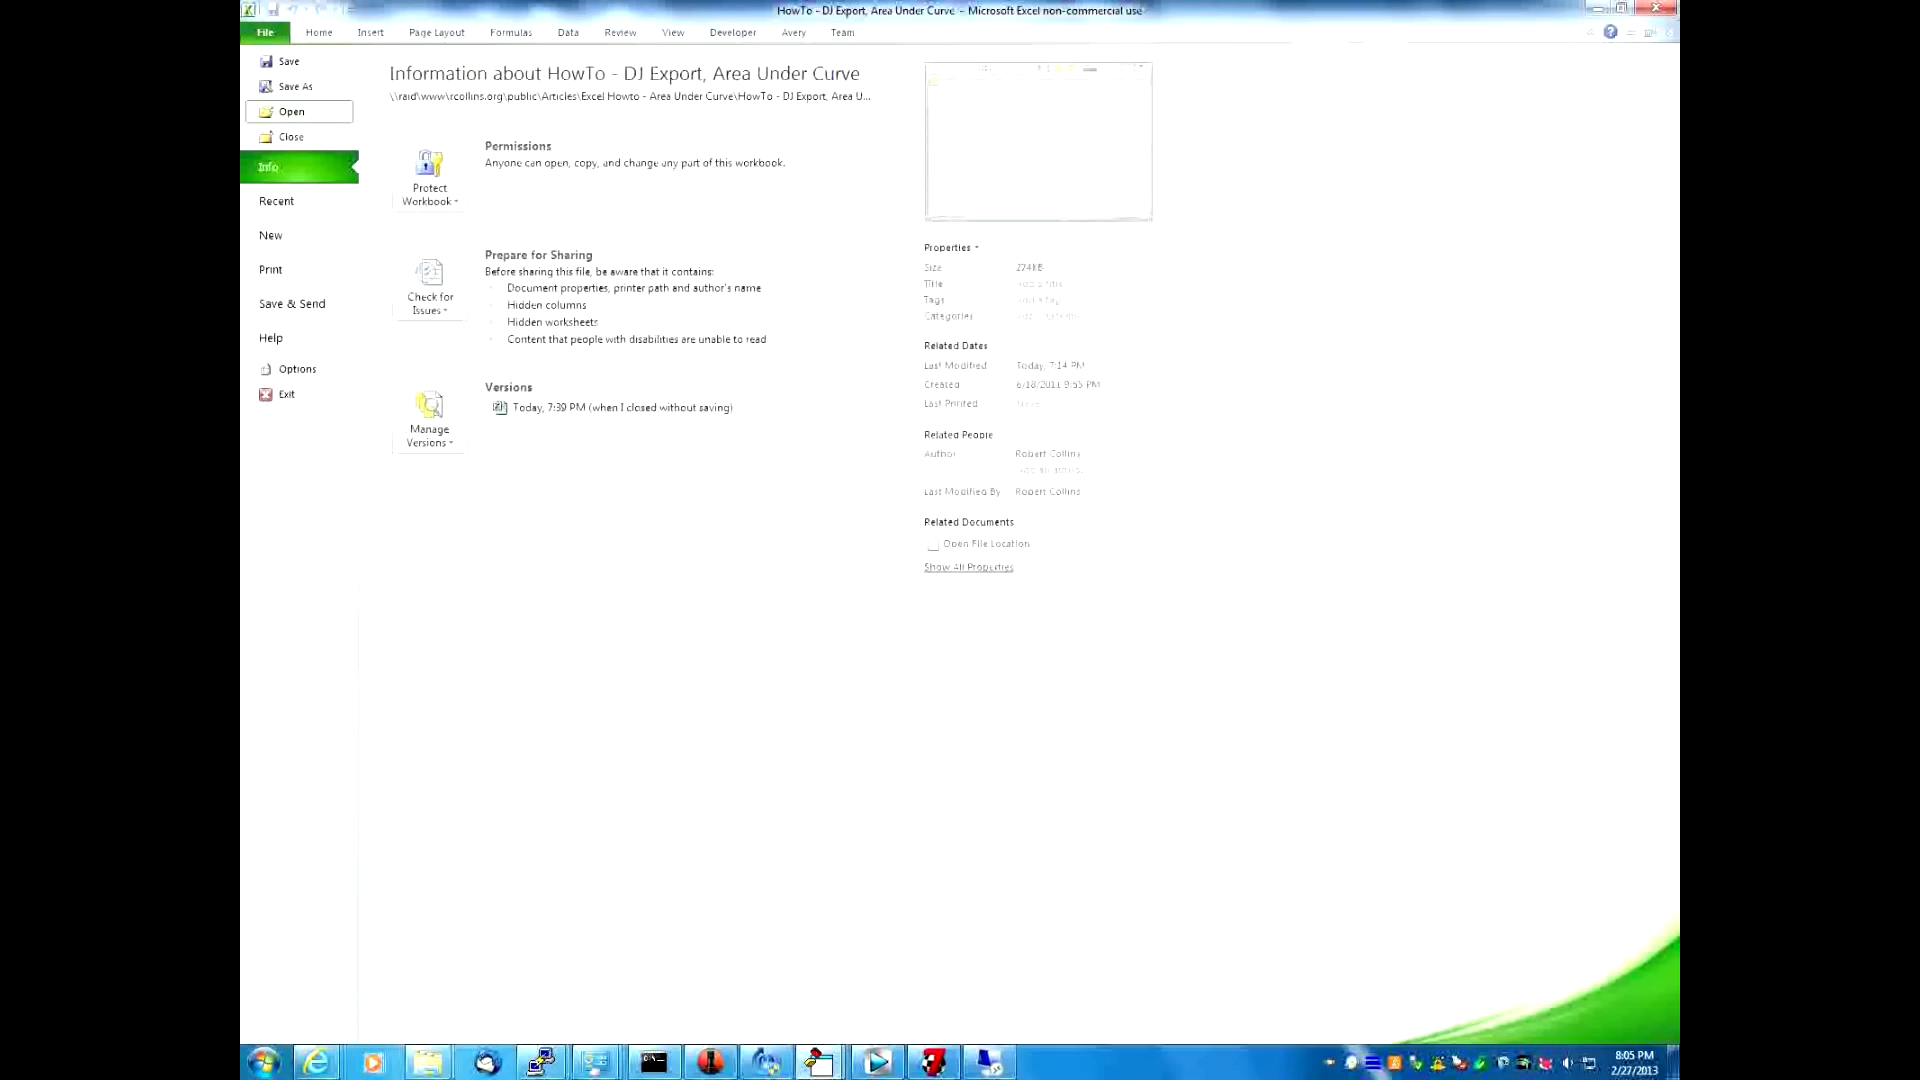 HowTo - DJ Export, Area Under Curve - Microsoft Excel non-commercial use
File Home Insert Page Layout Formulas Data Review View Developer Avery Team
Save
Save As
Open
Close
Info
Recent
New
Print
Save & Send
Help
Options
Exit
Information about HowTo - DJ Export, Area Under Curve
\\raid\www\rcollins.org\public\Articles\Excel Howto - Area Under Curve\HowTo - DJ Export, Area U...
Protect
Workbook
Permissions
Anyone can open, copy, and change any part of this workbook.
Check for
Issues
Prepare for Sharing
Before sharing this file, be aware that it contains:
Document properties, printer path and author's name
Hidden columns
Hidden worksheets
Content that people with disabilities are unable to read
Manage
Versions
Versions
Today, 7:39 PM (when I closed without saving)
Properties
Size 274KB
Title
Tags
Categories
Related Dates
Last Modified Today, 7:14 PM
Created 6/18/2011 9:53 PM
Last Printed
Related People
Author Robert Collins
Last Modified By Robert Collins
Related Documents
Open File Location
Show All Properties
8:05 PM
2/27/2013